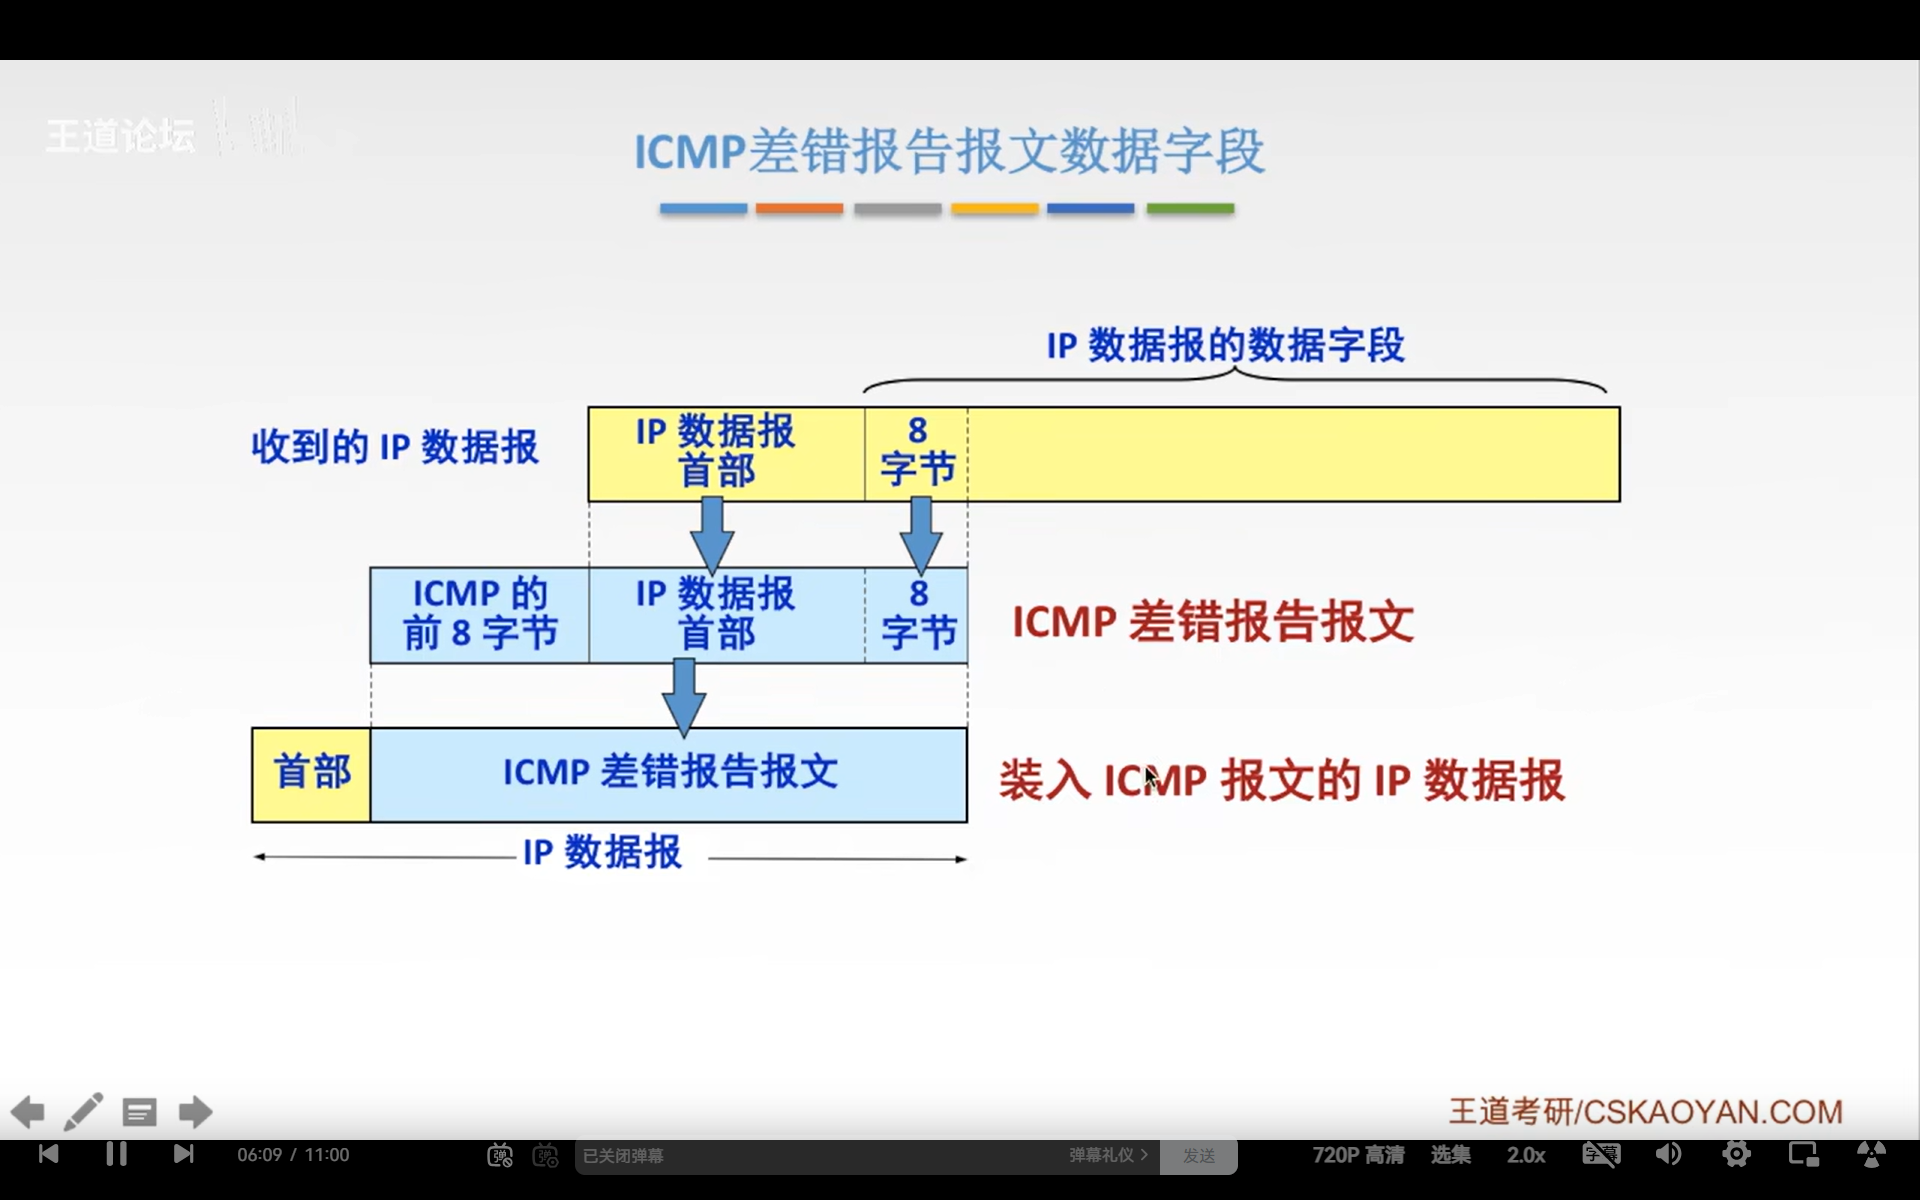 王道论坛
ICMP差错报告报文数据字段
IP 数据报的数据字段
收到的 IP 数据报
IP 数据报
首部
8
字节
ICMP 的
前 8 字节
IP 数据报
首部
8
字节
ICMP 差错报告报文
首部
ICMP 差错报告报文
装入 ICMP 报文的 IP 数据报
IP 数据报
王道考研/CSKAOYAN.COM
06:09 / 11:00
弹
弹
已关闭弹幕
弹幕礼仪 >
发送
720P 高清
选集
2.0x
字幕